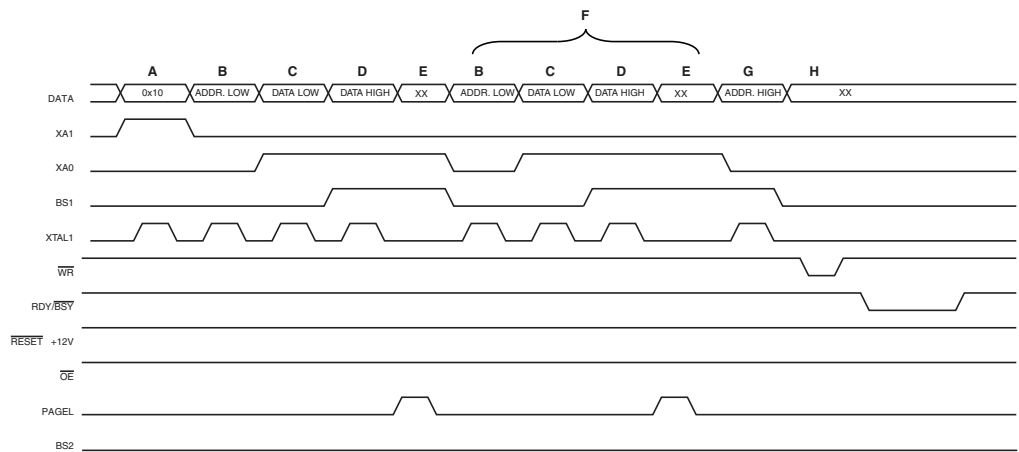 F
A B C D E B C D E G H
DATA 0x10 ADDR. LOW DATA LOW DATA HIGH XX ADDR. LOW DATA LOW DATA HIGH XX ADDR. HIGH XX
XA1
XA0
BS1
XTAL1
WR
RDY/BSY
RESET +12V
OE
PAGEL
BS2